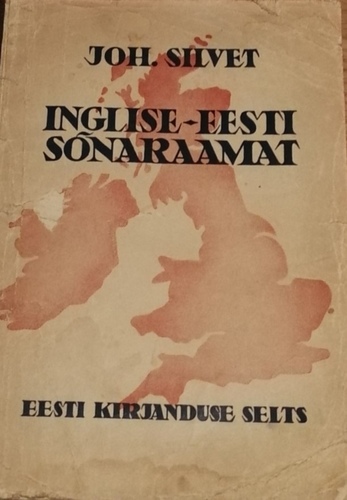 JOH. SILVET
INGLISE-EESTI
SÕNARAAMAT
EESTI KIRJANDUSE SELTS